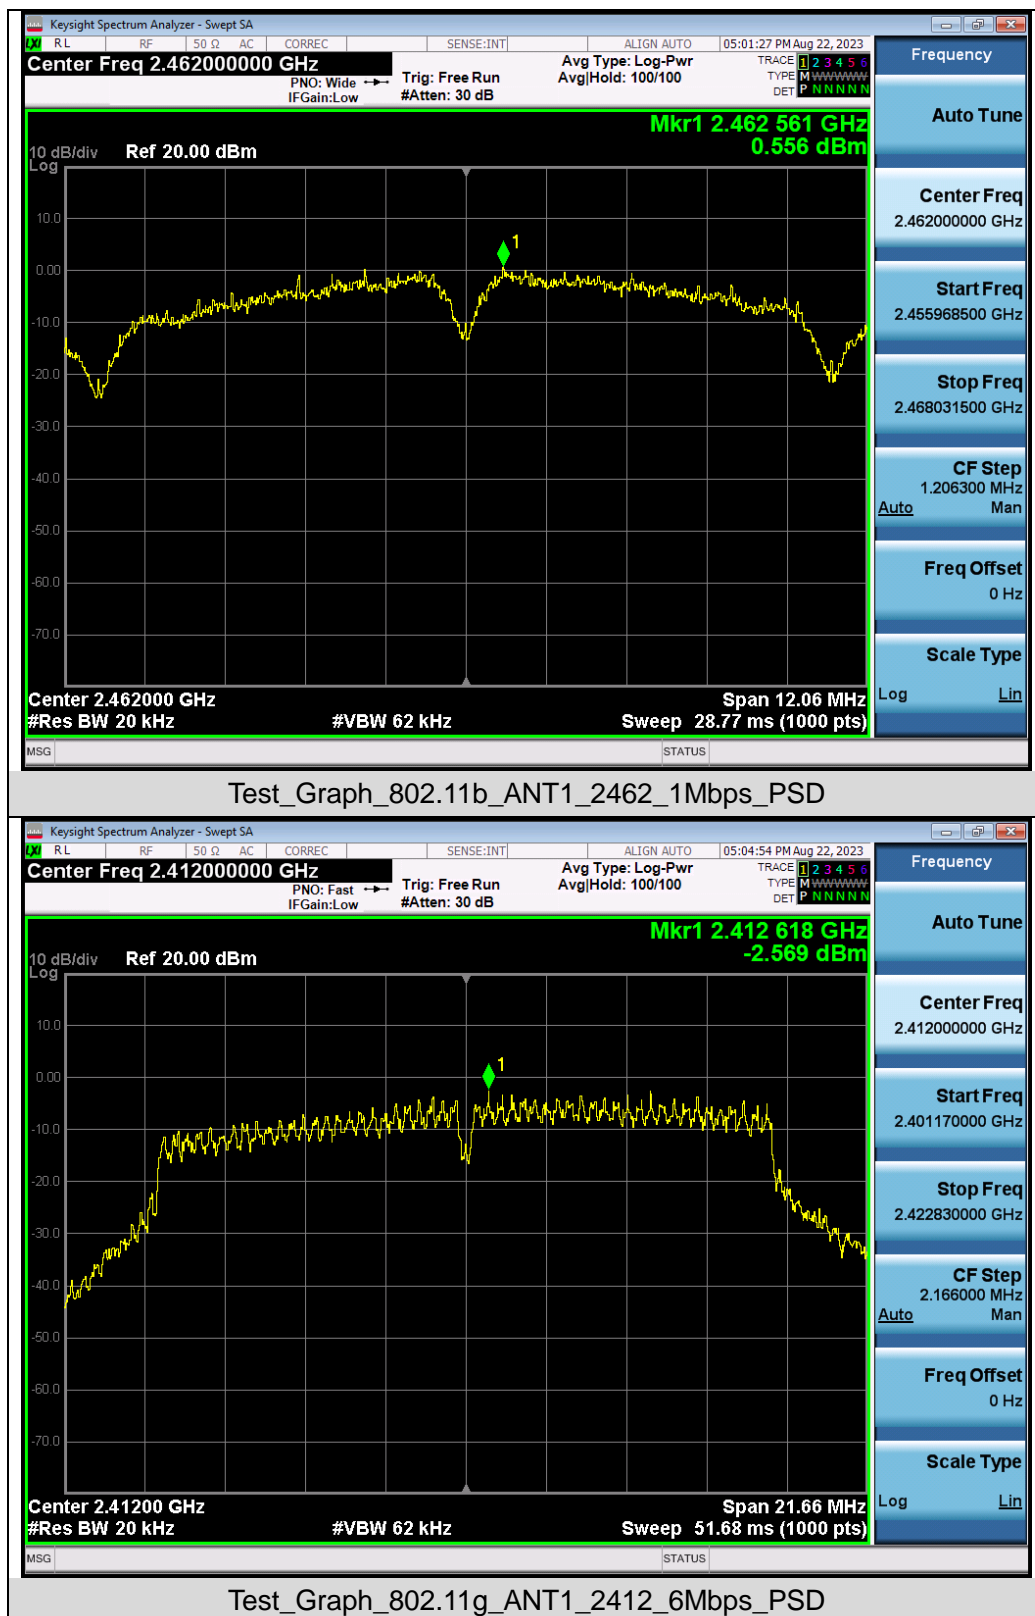 Keysight Spectrum Analyzer - Swept SA
LXI RL RF 50 Ω AC CORREC SENSE:INT ALIGN AUTO 05:01:27 PM Aug 22, 2023
Center Freq 2.462000000 GHz
PNO: Wide
IFGain:Low
Trig: Free Run
#Atten: 30 dB
Avg Type: Log-Pwr
Avg|Hold: 100/100
TRACE 1 2 3 4 5 6
TYPE M WWWWW
DET P N N N N N
Mkr1 2.462 561 GHz
0.556 dBm
10 dB/div Ref 20.00 dBm
Log
10.0
1
0.00
-10.0
-20.0
-30.0
-40.0
-50.0
-60.0
-70.0
Center 2.462000 GHz Span 12.06 MHz
#Res BW 20 kHz #VBW 62 kHz Sweep 28.77 ms (1000 pts)
MSG STATUS
Frequency
Auto Tune
Center Freq
2.462000000 GHz
Start Freq
2.455968500 GHz
Stop Freq
2.468031500 GHz
CF Step
1.206300 MHz
Auto Man
Freq Offset
0 Hz
Scale Type
Log Lin
Test_Graph_802.11b_ANT1_2462_1Mbps_PSD
Keysight Spectrum Analyzer - Swept SA
LXI RL RF 50 Ω AC CORREC SENSE:INT ALIGN AUTO 05:04:54 PM Aug 22, 2023
Center Freq 2.412000000 GHz
PNO: Fast
IFGain:Low
Trig: Free Run
#Atten: 30 dB
Avg Type: Log-Pwr
Avg|Hold: 100/100
TRACE 1 2 3 4 5 6
TYPE M WWWWW
DET P N N N N N
Mkr1 2.412 618 GHz
-2.569 dBm
10 dB/div Ref 20.00 dBm
Log
10.0
1
0.00
-10.0
-20.0
-30.0
-40.0
-50.0
-60.0
-70.0
Center 2.41200 GHz Span 21.66 MHz
#Res BW 20 kHz #VBW 62 kHz Sweep 51.68 ms (1000 pts)
MSG STATUS
Frequency
Auto Tune
Center Freq
2.412000000 GHz
Start Freq
2.401170000 GHz
Stop Freq
2.422830000 GHz
CF Step
2.166000 MHz
Auto Man
Freq Offset
0 Hz
Scale Type
Log Lin
Test_Graph_802.11g_ANT1_2412_6Mbps_PSD